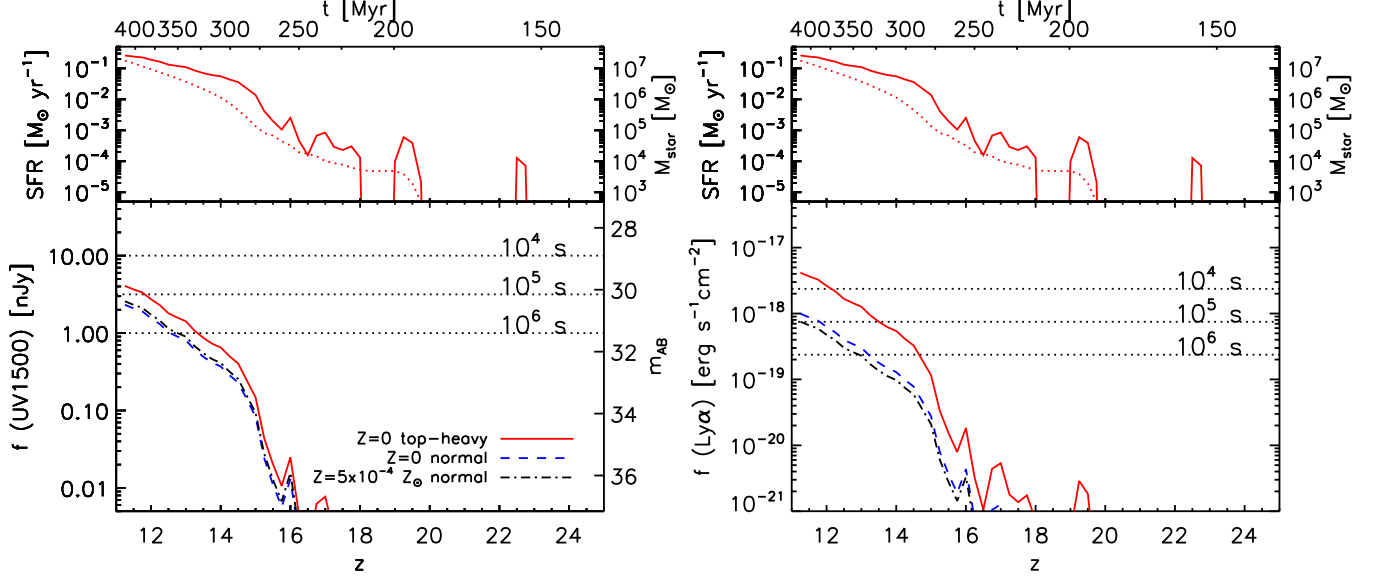 t [Myr]
400 350 300 250 200 150
SFR [M⊙ yr⁻¹]
10⁻¹
10⁻²
10⁻³
10⁻⁴
10⁻⁵
10⁷
10⁶
10⁵
10⁴
10³
M_star [M⊙]
f (UV1500) [nJy]
10.00
1.00
0.10
0.01
10⁴ s
10⁵ s
10⁶ s
Z=0 top-heavy
Z=0 normal
Z=5x10⁻⁴ Z⊙ normal
28
30
32
34
36
m_AB
12 14 16 18 20 22 24
z
t [Myr]
400 350 300 250 200 150
SFR [M⊙ yr⁻¹]
10⁻¹
10⁻²
10⁻³
10⁻⁴
10⁻⁵
10⁷
10⁶
10⁵
10⁴
10³
M_star [M⊙]
f (Lyα) [erg s⁻¹cm⁻²]
10⁻¹⁷
10⁻¹⁸
10⁻¹⁹
10⁻²⁰
10⁻²¹
10⁴ s
10⁵ s
10⁶ s
12 14 16 18 20 22 24
z